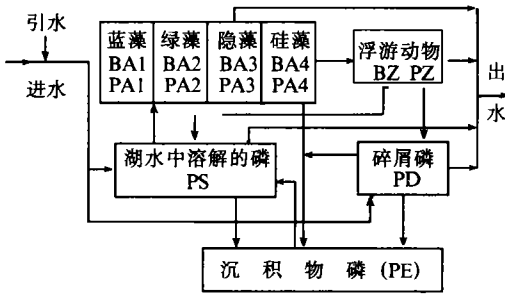 引水
进水
蓝藻 绿藻 隐藻 硅藻
BA1 BA2 BA3 BA4
PA1 PA2 PA3 PA4
浮游动物
BZ PZ
出
水
湖水中溶解的磷
PS
碎屑磷
PD
沉积物磷(PE)